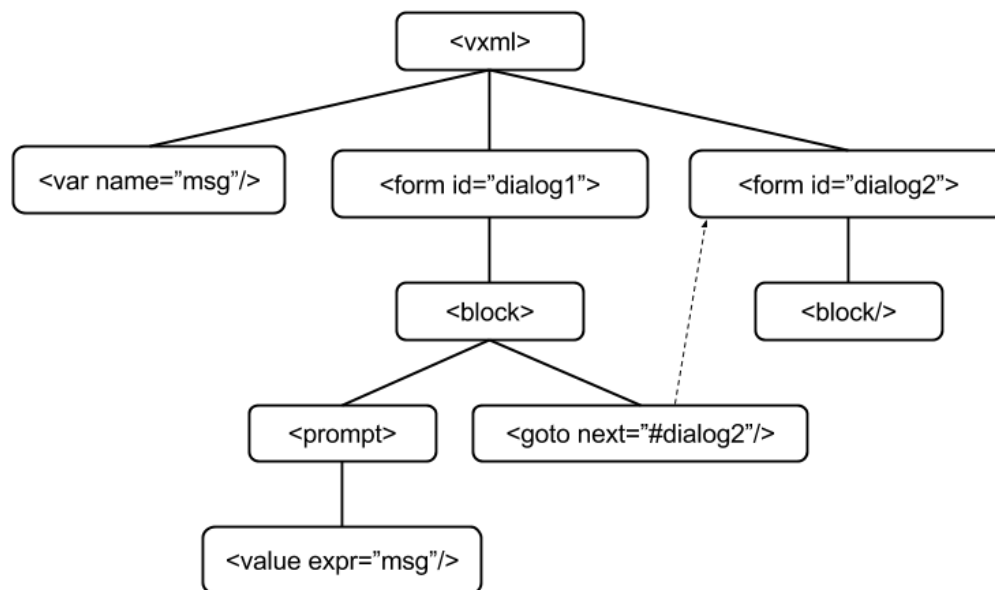 <vxml>
<var name=”msg”/>
<form id=”dialog1”>
<form id=”dialog2”>
<block>
<block/>
<prompt>
<goto next=”#dialog2”/>
<value expr=”msg”/>